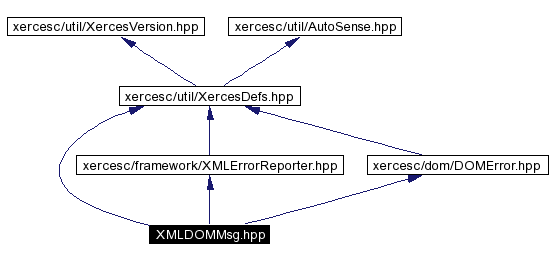 xercesc/util/XercesVersion.hpp
xercesc/util/AutoSense.hpp
xercesc/util/XercesDefs.hpp
xercesc/framework/XMLErrorReporter.hpp
xercesc/dom/DOMError.hpp
XMLDOMMsg.hpp